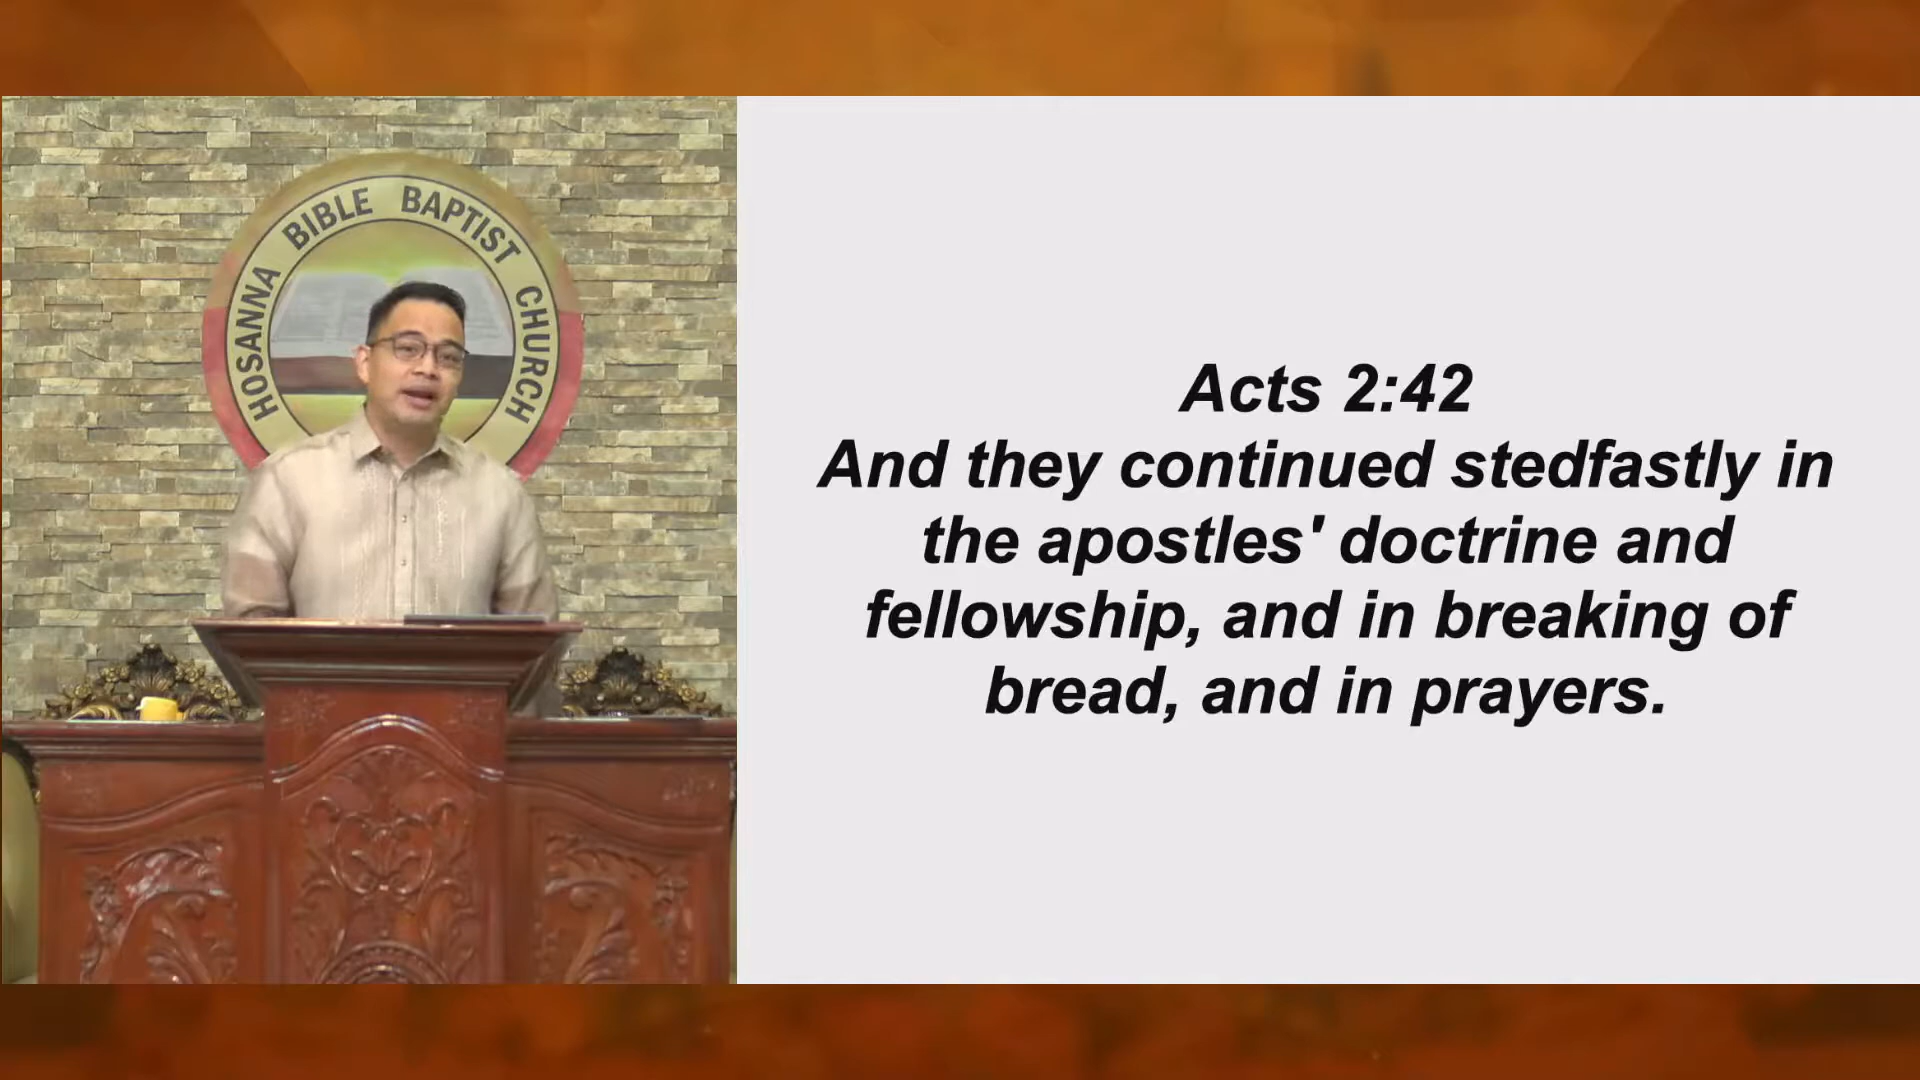 HOSANNA BIBLE BAPTIST CHURCH
Acts 2:42
And they continued stedfastly in
the apostles' doctrine and
fellowship, and in breaking of
bread, and in prayers.